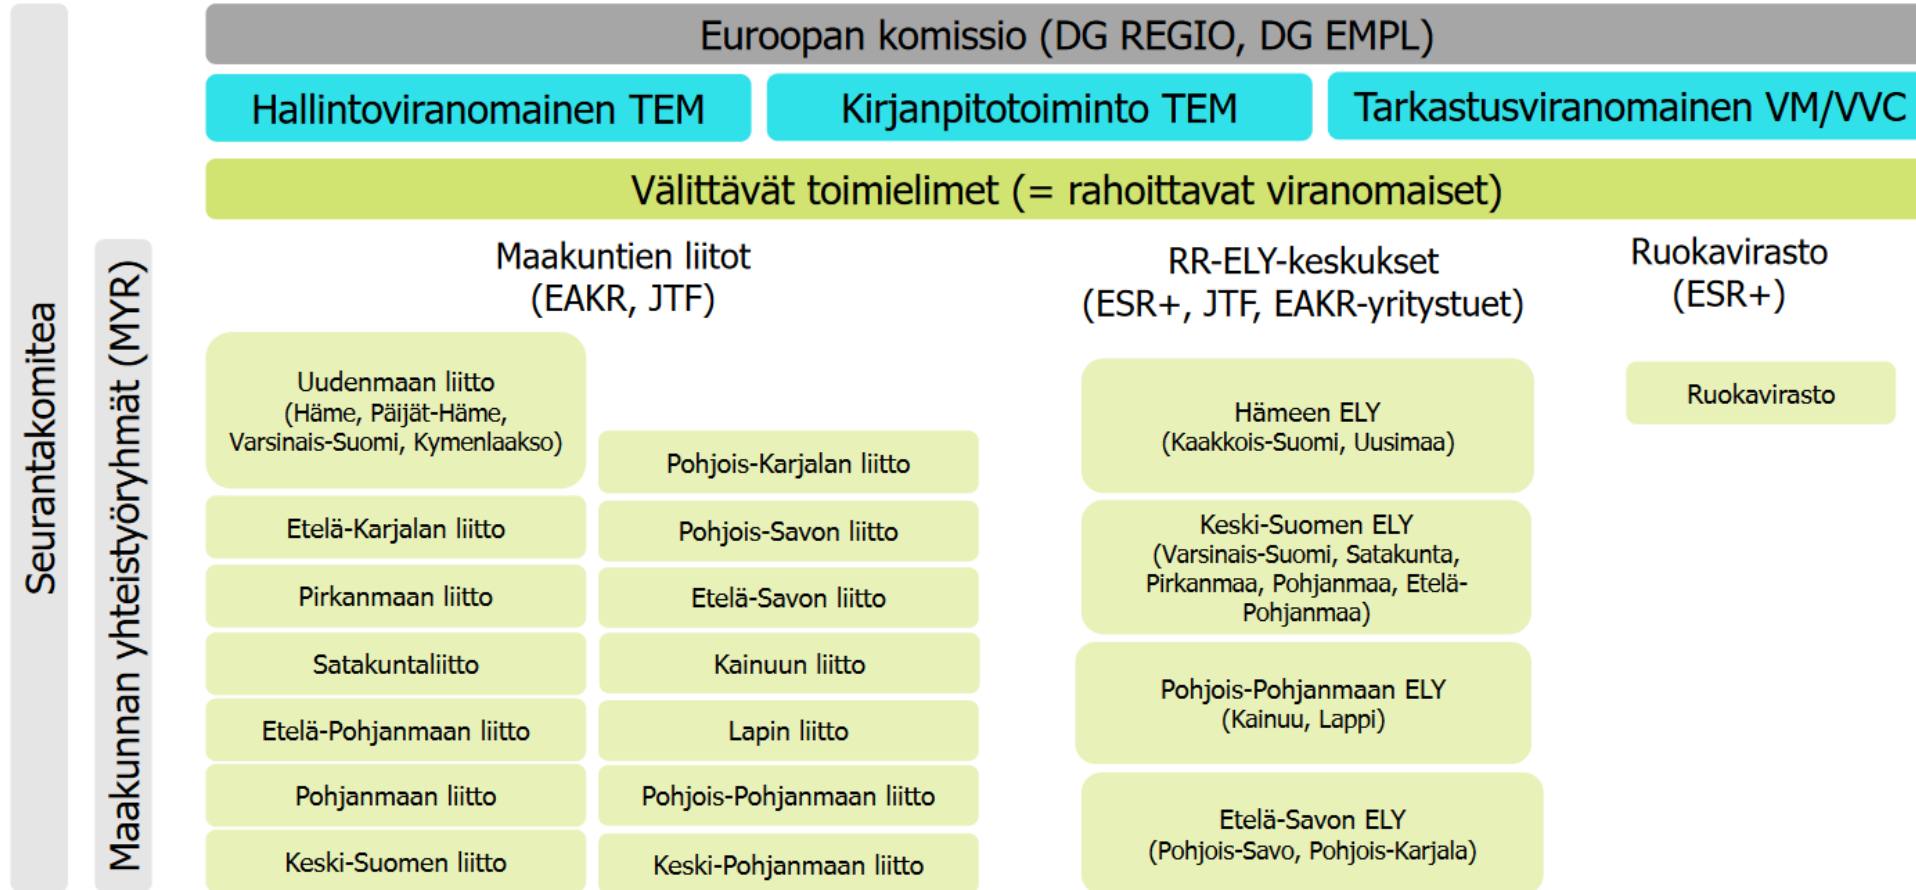 Euroopan komissio (DG REGIO, DG EMPL)
Hallintoviranomainen TEM
Kirjanpitotoiminto TEM
Tarkastusviranomainen VM/VVC
Välittävät toimielimet (= rahoittavat viranomaiset)
Seurantakomitea
Maakunnan yhteistyöryhmät (MYR)
Maakuntien liitot
(EAKR, JTF)
Uudenmaan liitto
(Häme, Päijät-Häme,
Varsinais-Suomi, Kymenlaakso)
Etelä-Karjalan liitto
Pirkanmaan liitto
Satakuntaliitto
Etelä-Pohjanmaan liitto
Pohjanmaan liitto
Keski-Suomen liitto
Pohjois-Karjalan liitto
Pohjois-Savon liitto
Etelä-Savon liitto
Kainuun liitto
Lapin liitto
Pohjois-Pohjanmaan liitto
Keski-Pohjanmaan liitto
RR-ELY-keskukset
(ESR+, JTF, EAKR-yritystuet)
Hämeen ELY
(Kaakkois-Suomi, Uusimaa)
Keski-Suomen ELY
(Varsinais-Suomi, Satakunta,
Pirkanmaa, Pohjanmaa, Etelä-
Pohjanmaa)
Pohjois-Pohjanmaan ELY
(Kainuu, Lappi)
Etelä-Savon ELY
(Pohjois-Savo, Pohjois-Karjala)
Ruokavirasto
(ESR+)
Ruokavirasto